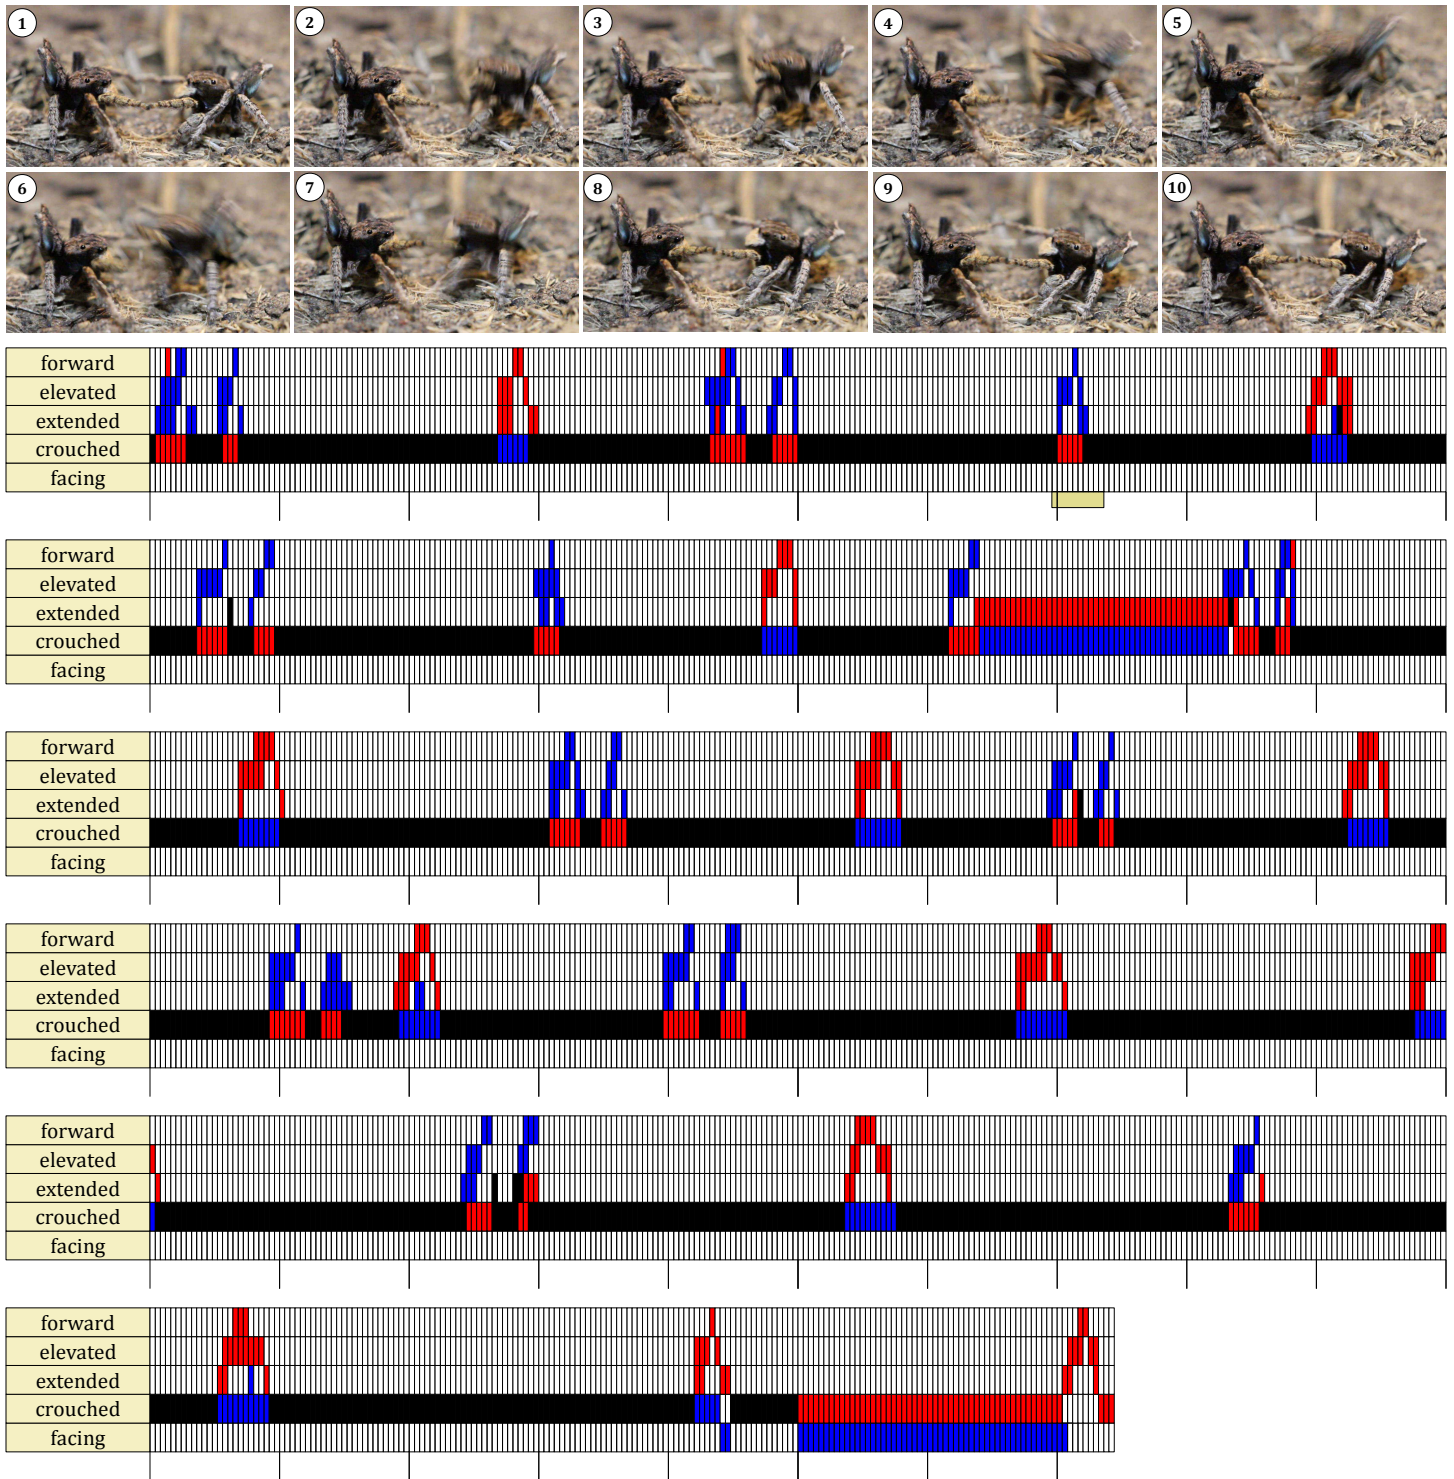 1
2
3
4
5
6
7
8
9
10
forward
elevated
extended
crouched
facing
forward
elevated
extended
crouched
facing
forward
elevated
extended
crouched
facing
forward
elevated
extended
crouched
facing
forward
elevated
extended
crouched
facing
forward
elevated
extended
crouched
facing